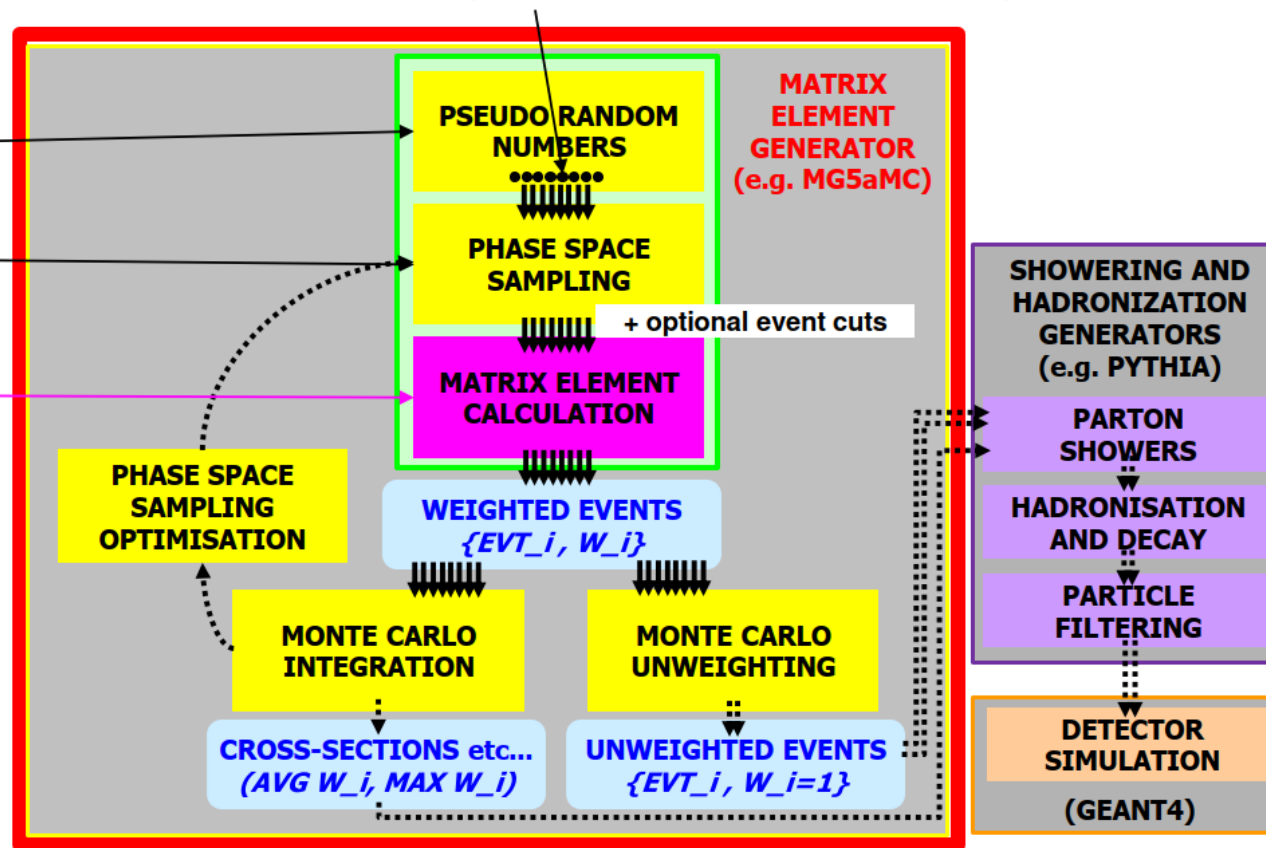 PSEUDO RANDOM
NUMBERS
MATRIX
ELEMENT
GENERATOR
(e.g. MG5aMC)
PHASE SPACE
SAMPLING
+ optional event cuts
MATRIX ELEMENT
CALCULATION
PHASE SPACE
SAMPLING
OPTIMISATION
WEIGHTED EVENTS
{EVT_i , W_i}
MONTE CARLO
INTEGRATION
MONTE CARLO
UNWEIGHTING
CROSS-SECTIONS etc...
(AVG W_i, MAX W_i)
UNWEIGHTED EVENTS
{EVT_i , W_i=1}
SHOWERING AND
HADRONIZATION
GENERATORS
(e.g. PYTHIA)
PARTON
SHOWERS
HADRONISATION
AND DECAY
PARTICLE
FILTERING
DETECTOR
SIMULATION
(GEANT4)